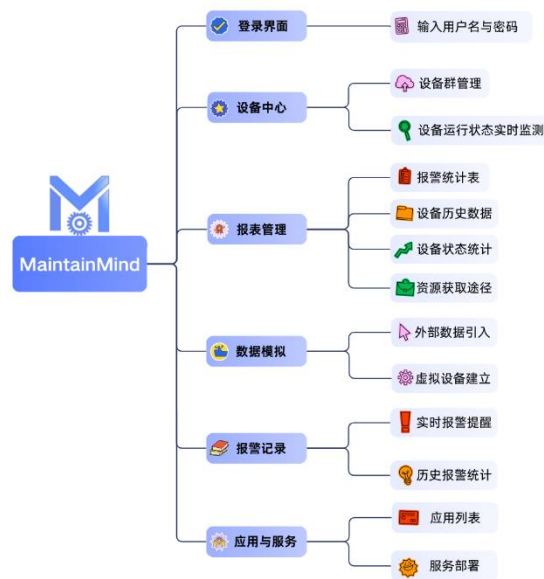 登录界面
输入用户名与密码
设备中心
设备群管理
设备运行状态实时监测
MaintainMind
报表管理
报警统计表
设备历史数据
设备状态统计
资源获取途径
数据模拟
外部数据引入
虚拟设备建立
报警记录
实时报警提醒
历史报警统计
应用与服务
应用列表
服务部署